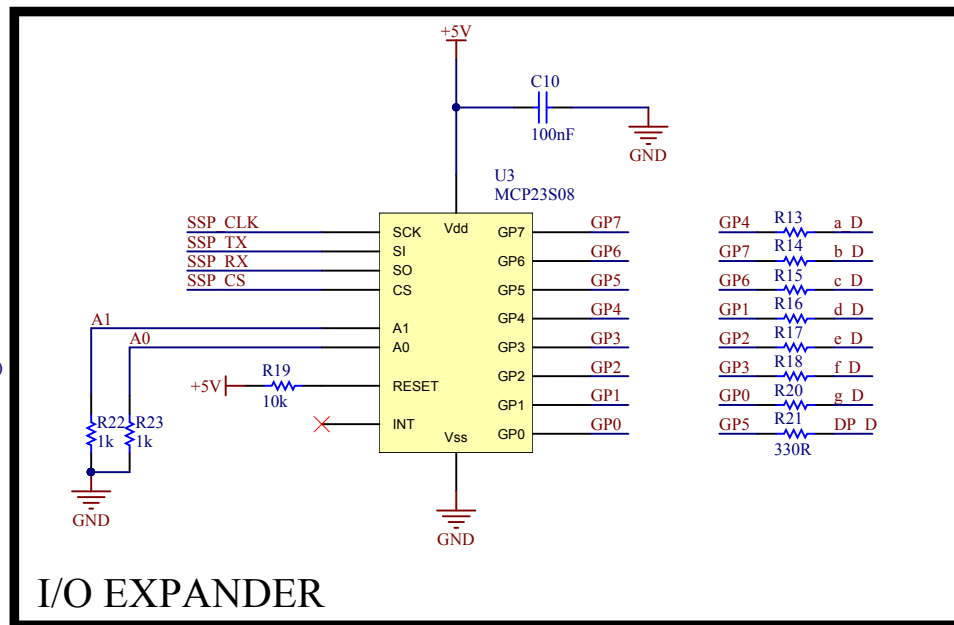 +5V
C10
100nF
GND
U3
MCP23S08
SSP_CLK
SSP_TX
SSP_RX
SSP_CS
A1
A0
+5V
R19
10k
R22
1k
R23
1k
GND
SCK
SI
SO
CS
A1
A0
RESET
INT
Vdd
Vss
GP7
GP6
GP5
GP4
GP3
GP2
GP1
GP0
GP7
GP6
GP5
GP4
GP3
GP2
GP1
GP0
GND
GP4 R13 a_D
GP7 R14 b_D
GP6 R15 c_D
GP1 R16 d_D
GP2 R17 e_D
GP3 R18 f_D
GP0 R20 g_D
GP5 R21 DP_D
330R
I/O EXPANDER